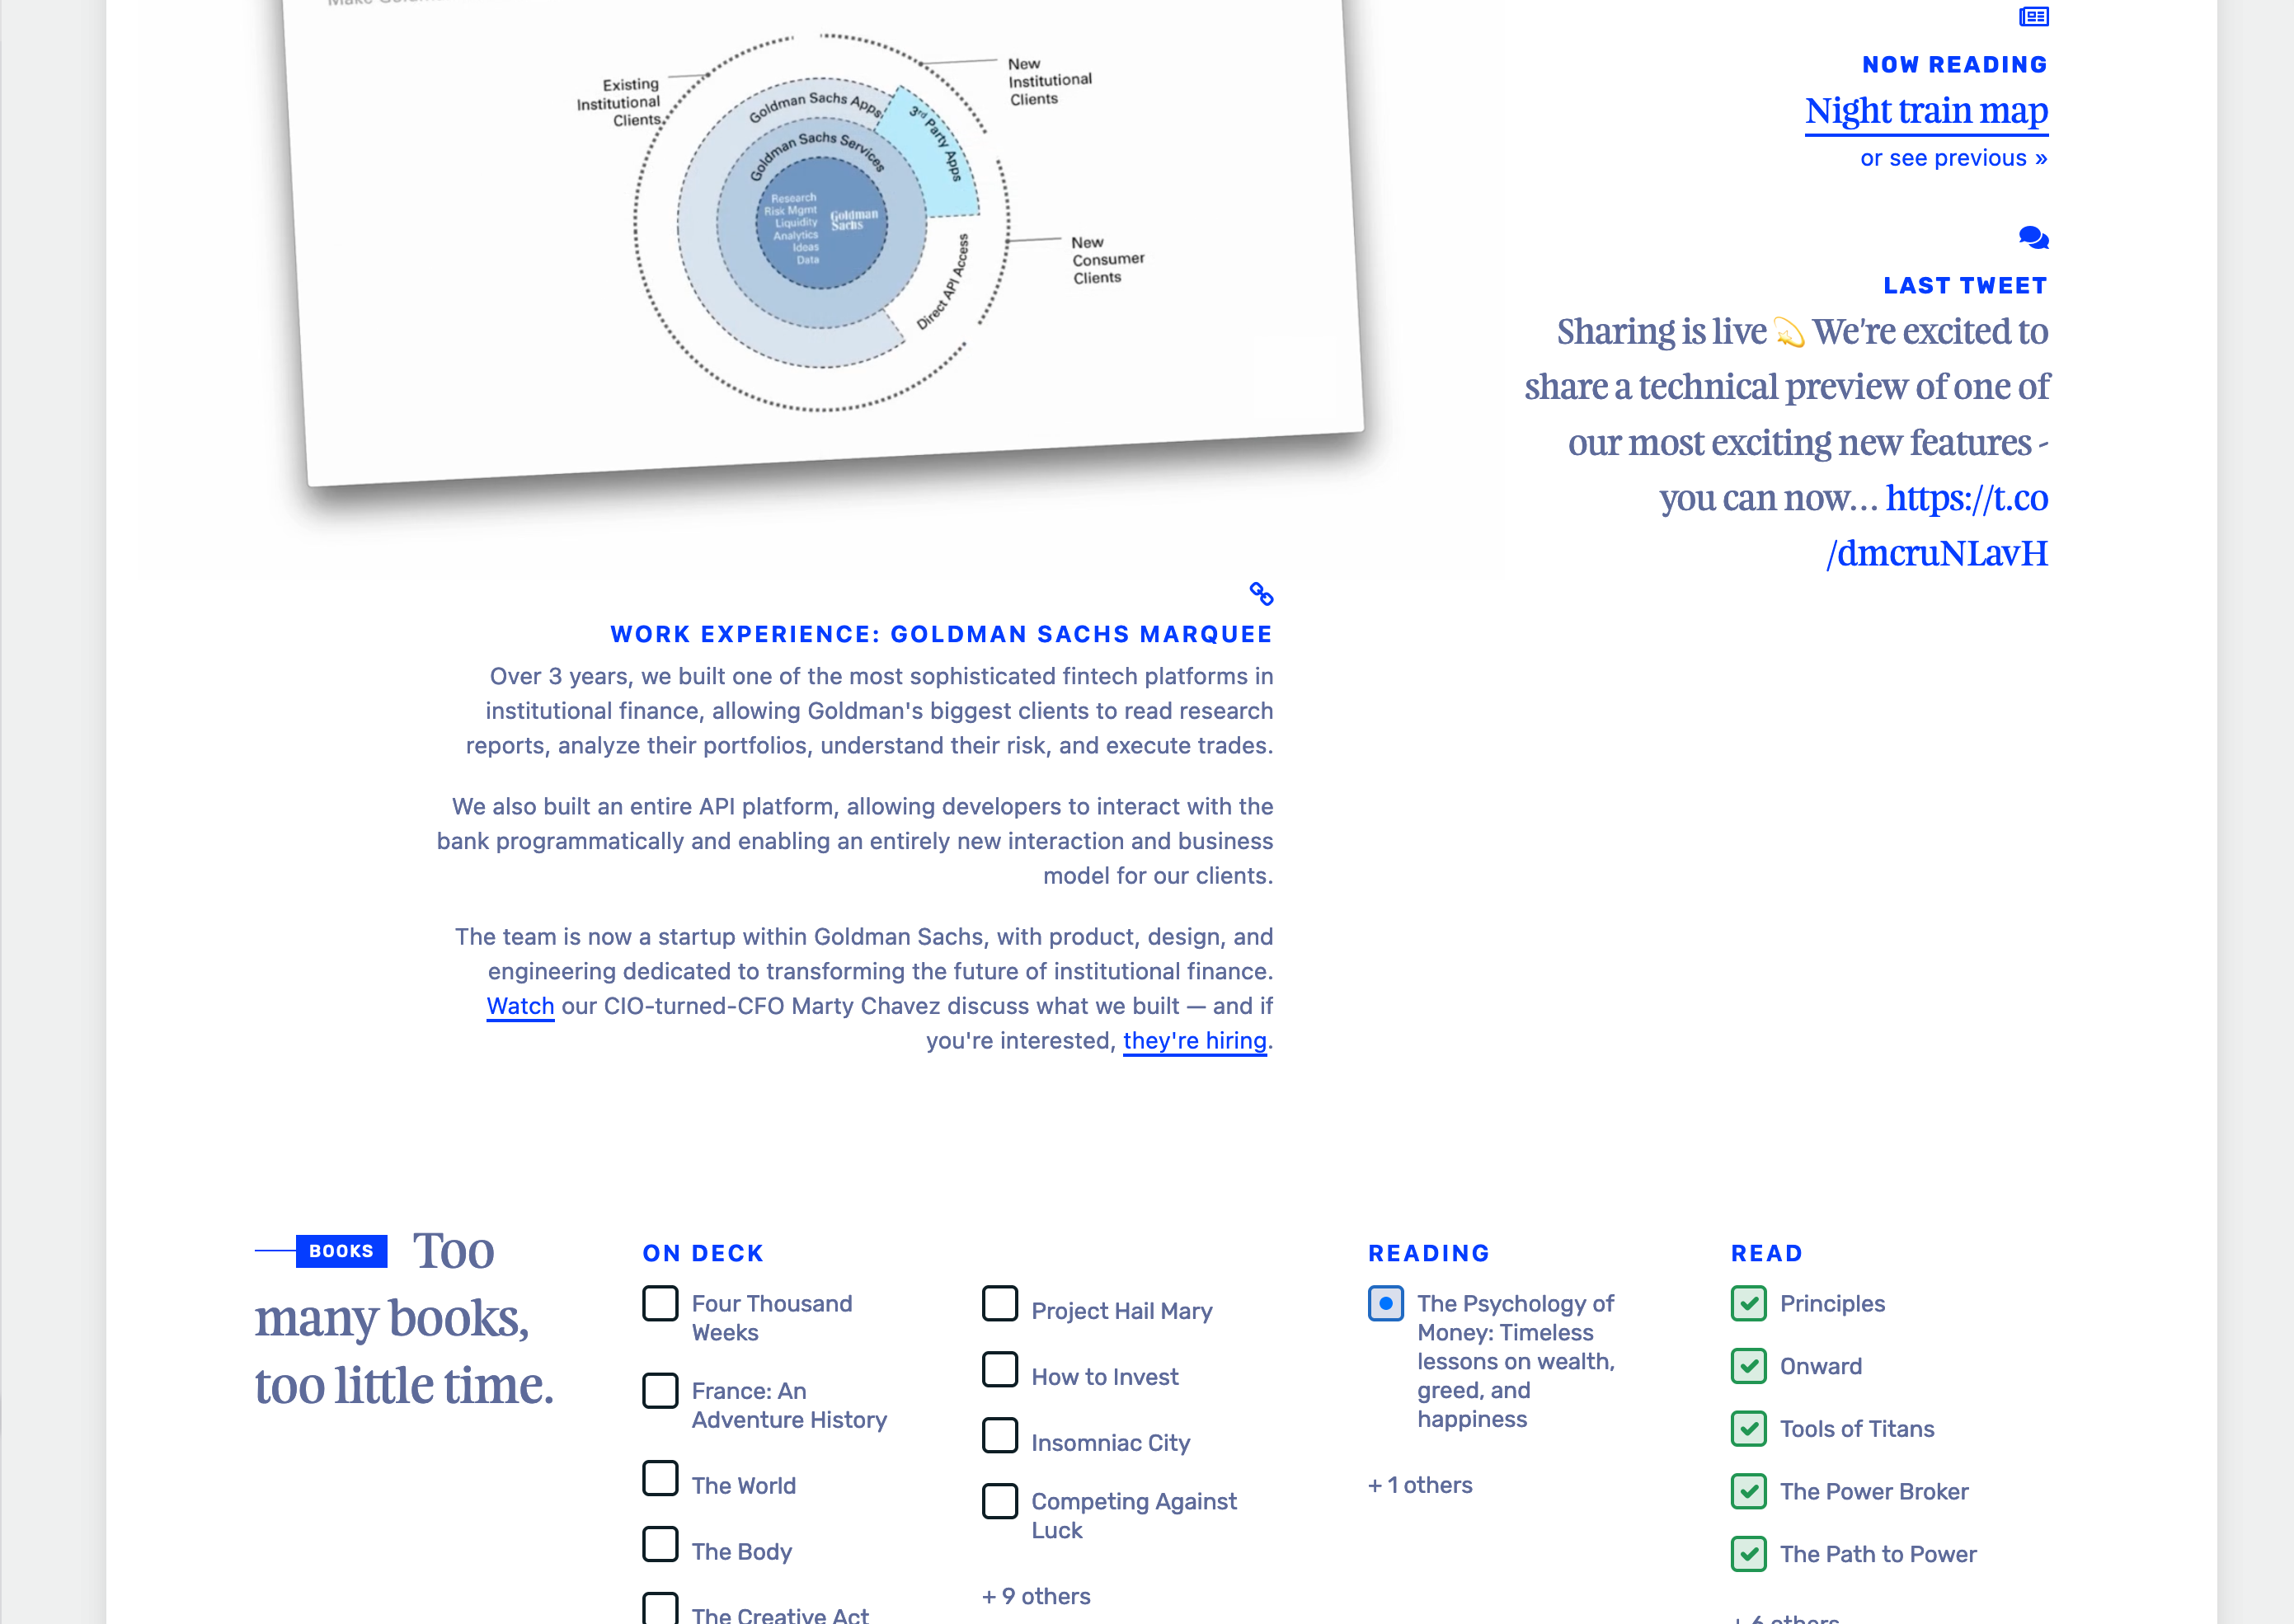 Existing
Institutional
Clients
New
Institutional
Clients
Goldman Sachs Apps
3rd Party Apps
Goldman Sachs Services
Research
Risk Mgmt
Liquidity
Analytics
Ideas
Data
Goldman
Sachs
Direct API Access
New
Consumer
Clients
NOW READING
Night train map
or see previous »
LAST TWEET
Sharing is live 💫 We're excited to
share a technical preview of one of
our most exciting new features -
you can now… https://t.co
/dmcruNLavH
WORK EXPERIENCE: GOLDMAN SACHS MARQUEE
Over 3 years, we built one of the most sophisticated fintech platforms in
institutional finance, allowing Goldman's biggest clients to read research
reports, analyze their portfolios, understand their risk, and execute trades.
We also built an entire API platform, allowing developers to interact with the
bank programmatically and enabling an entirely new interaction and business
model for our clients.
The team is now a startup within Goldman Sachs, with product, design, and
engineering dedicated to transforming the future of institutional finance.
Watch our CIO-turned-CFO Marty Chavez discuss what we built — and if
you're interested, they're hiring.
BOOKS Too
many books,
too little time.
ON DECK
Four Thousand
Weeks
France: An
Adventure History
The World
The Body
The Creative Act
Project Hail Mary
How to Invest
Insomniac City
Competing Against
Luck
+ 9 others
READING
The Psychology of
Money: Timeless
lessons on wealth,
greed, and
happiness
+ 1 others
READ
Principles
Onward
Tools of Titans
The Power Broker
The Path to Power
+ 6 others